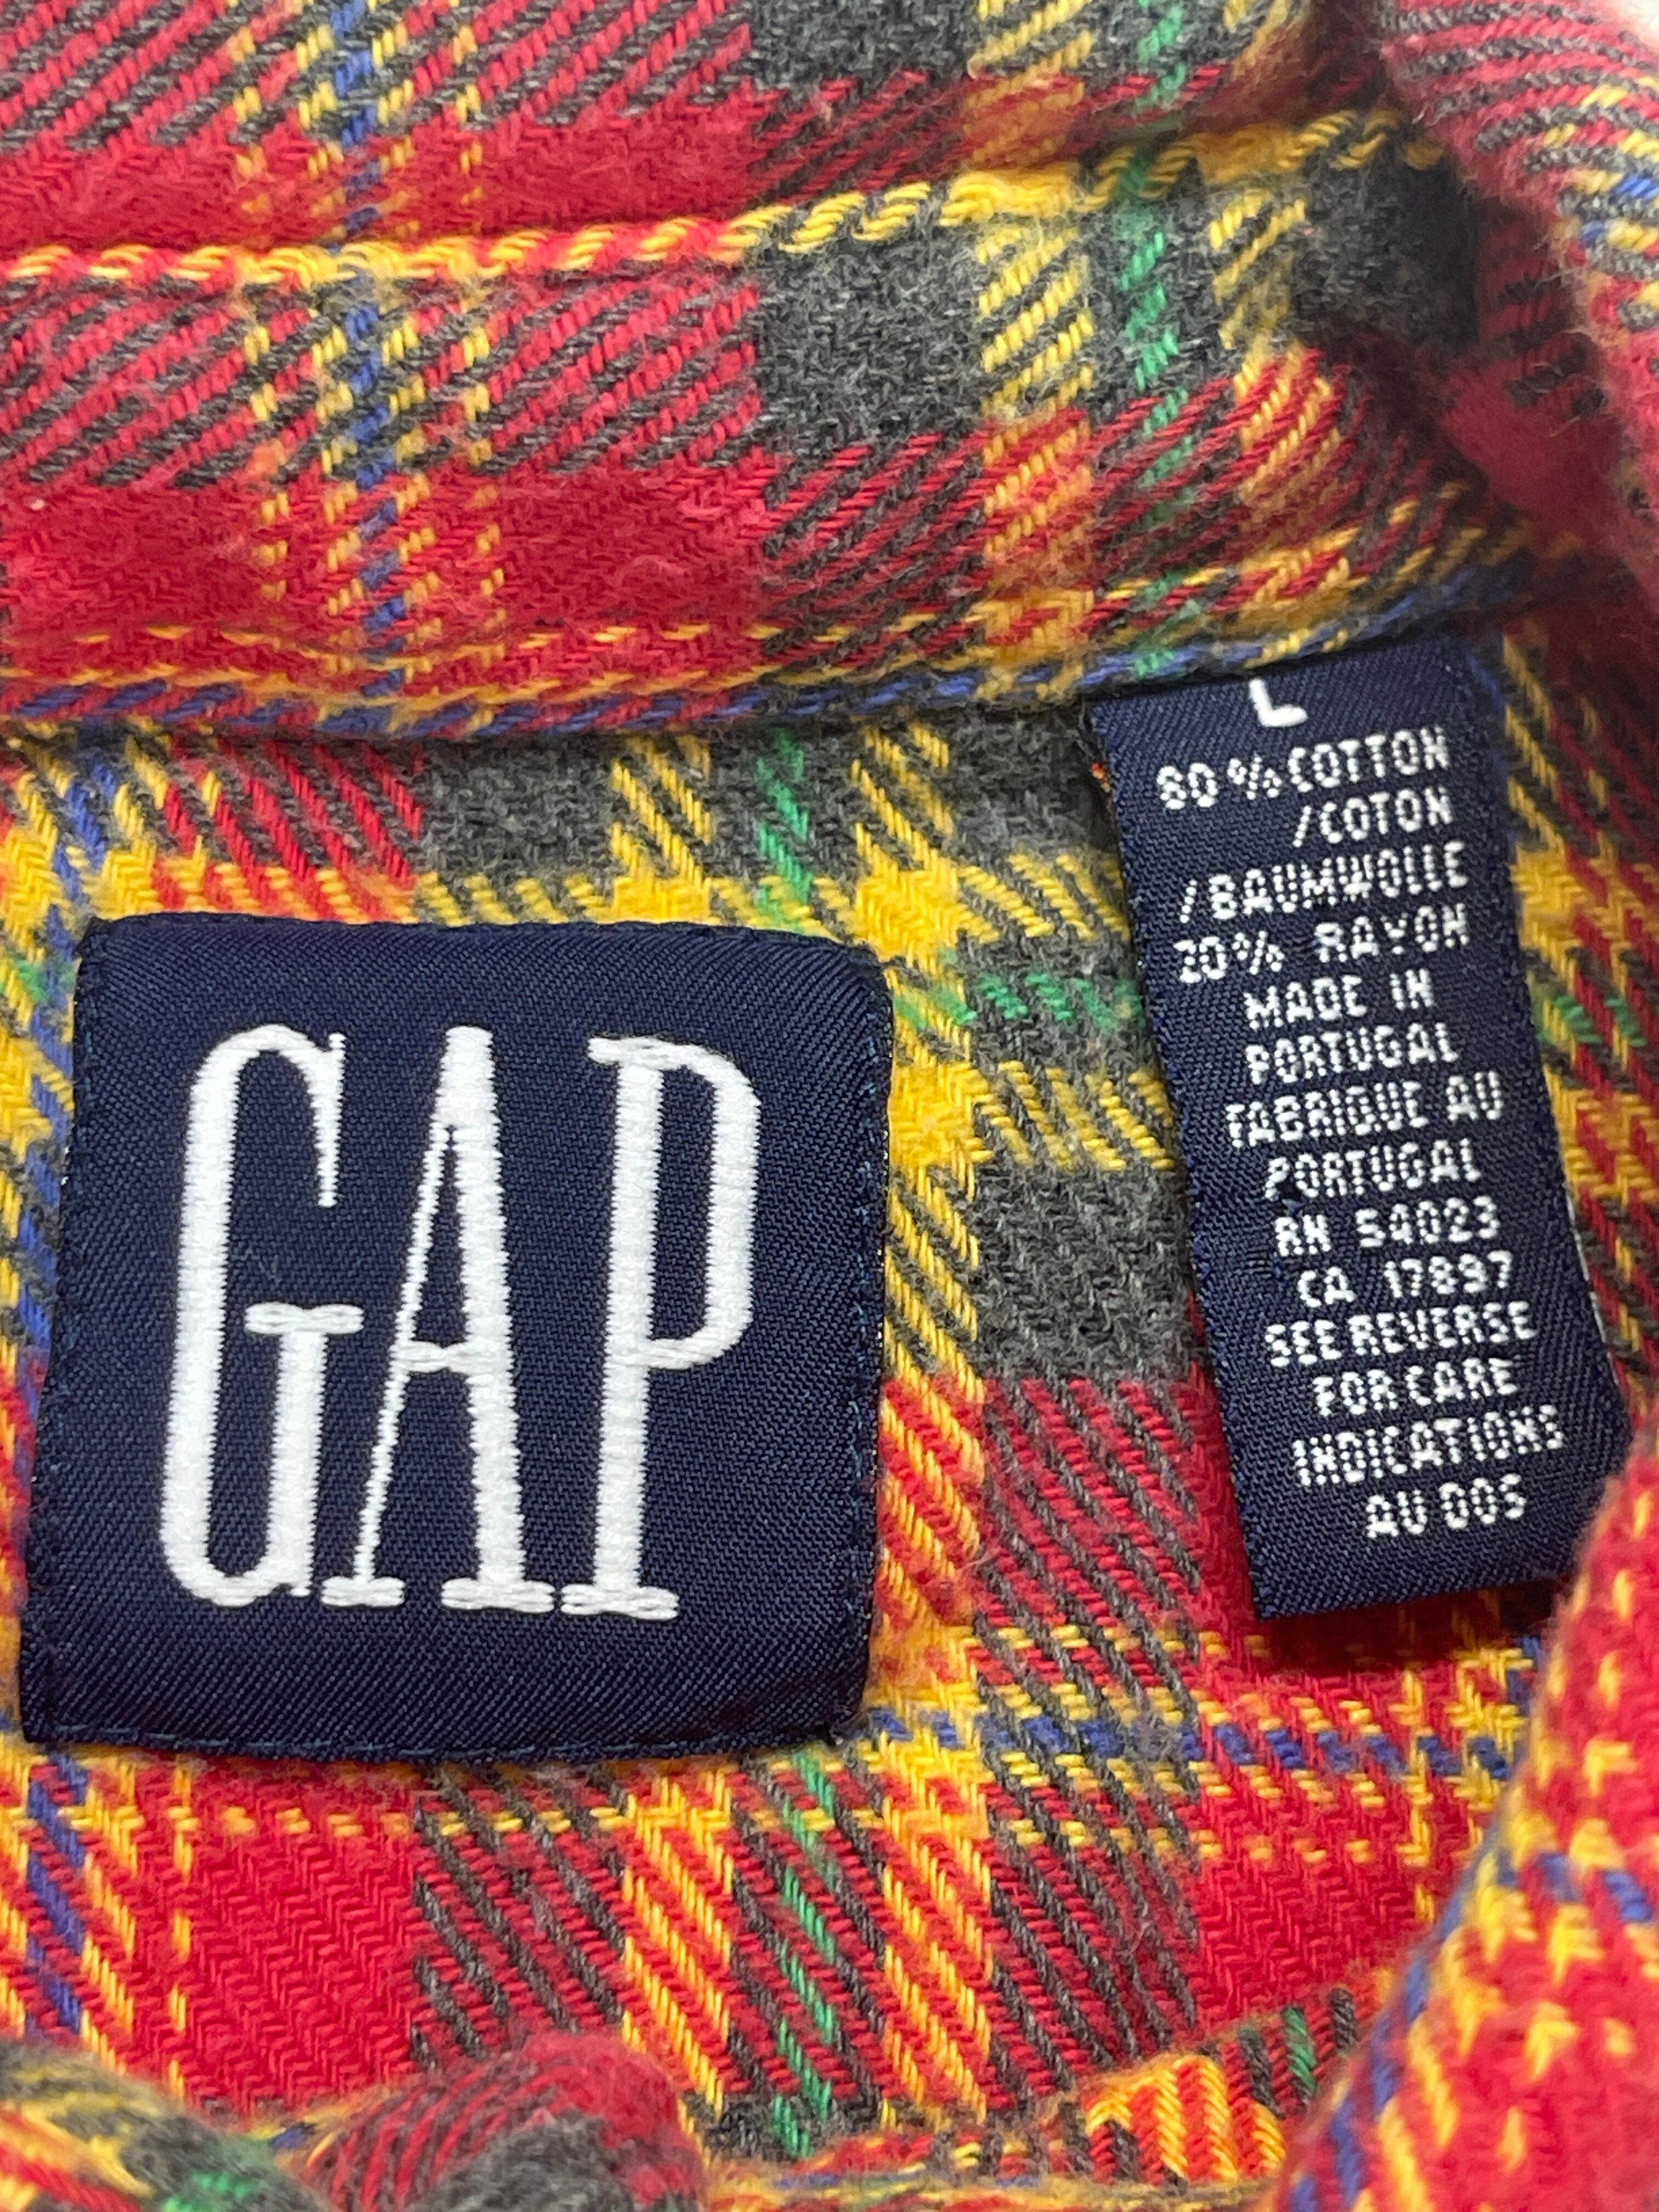 GAP
L
80% COTTON
/COTON
/BAUMWOLLE
20% RAYON
MADE IN
PORTUGAL
FABRIQUE AU
PORTUGAL
RN 54023
CA 17897
SEE REVERSE
FOR CARE
INDICATIONS
AU DOS